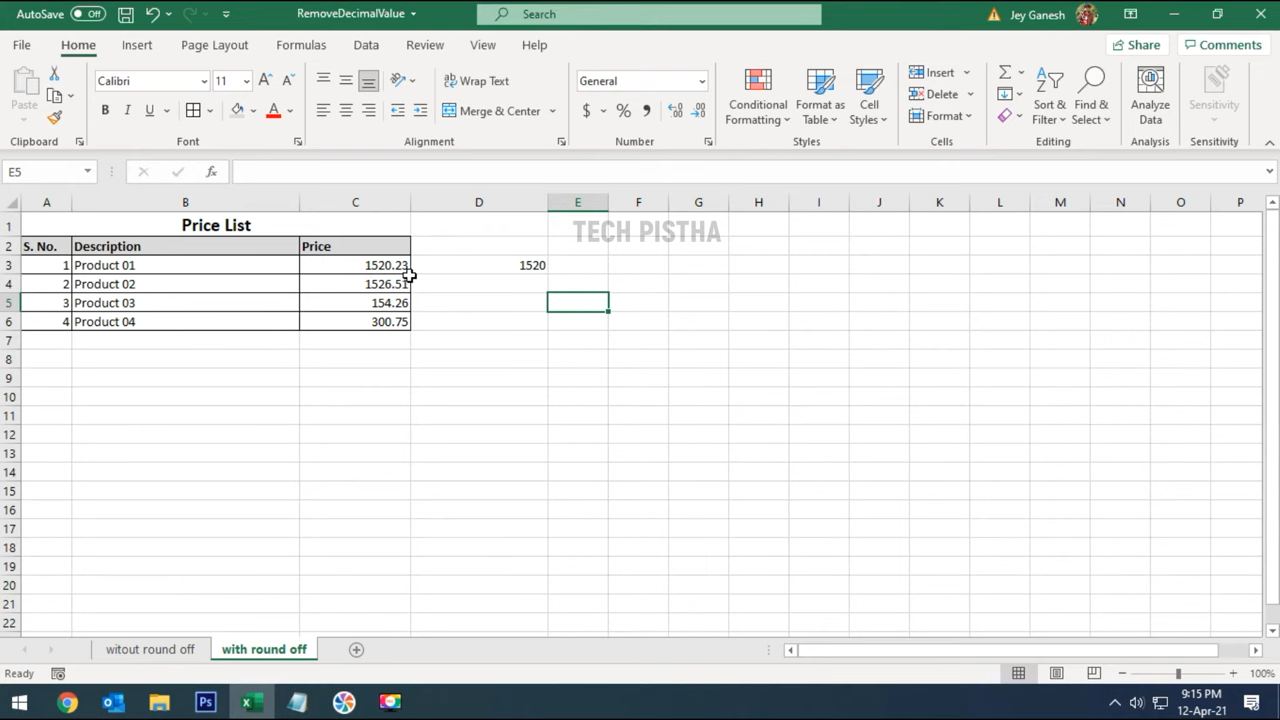 AutoSave Off RemoveDecimalValue Search Jey Ganesh
File Home Insert Page Layout Formulas Data Review View Help Share Comments
Paste Calibri 11 Wrap Text General Conditional Formatting Format as Table Cell Styles Insert Sort & Filter Find & Select Analyze Data Sensitivity
B I U Merge & Center $ % Delete
Format
Clipboard Font Alignment Number Styles Cells Editing Analysis Sensitivity
E5 fx
A B C D E F G H I J K L M N O P
1 Price List TECH PISTHA
2 S. No. Description Price
3 1 Product 01 1520.23 1520
4 2 Product 02 1526.51
5 3 Product 03 154.26
6 4 Product 04 300.75
7
8
9
10
11
12
13
14
15
16
17
18
19
20
21
22
witout round off with round off
Ready 100%
9:15 PM
12-Apr-21